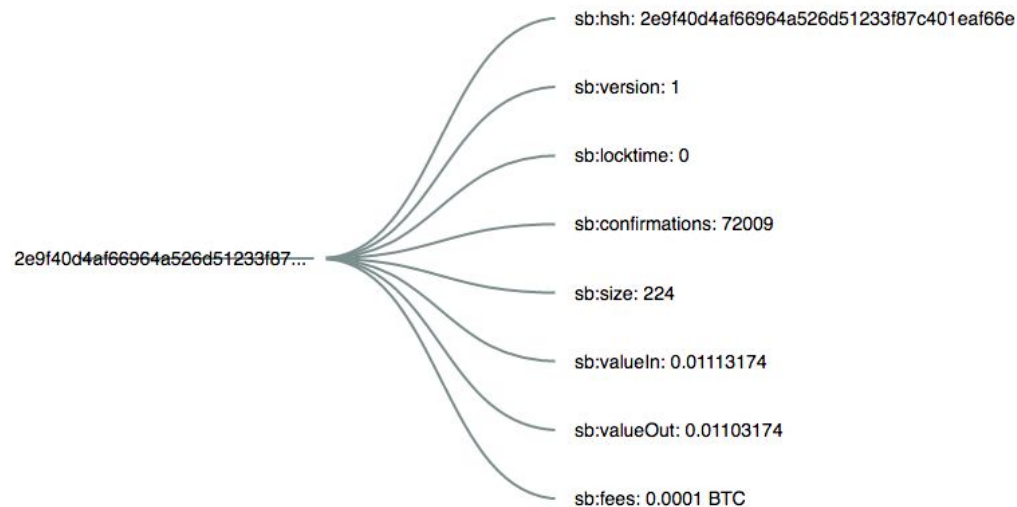 sb:hsh: 2e9f40d4af66964a526d51233f87c401eaf66e
sb:version: 1
sb:locktime: 0
sb:confirmations: 72009
2e9f40d4af66964a526d51233f87...
sb:size: 224
sb:valueIn: 0.01113174
sb:valueOut: 0.01103174
sb:fees: 0.0001 BTC